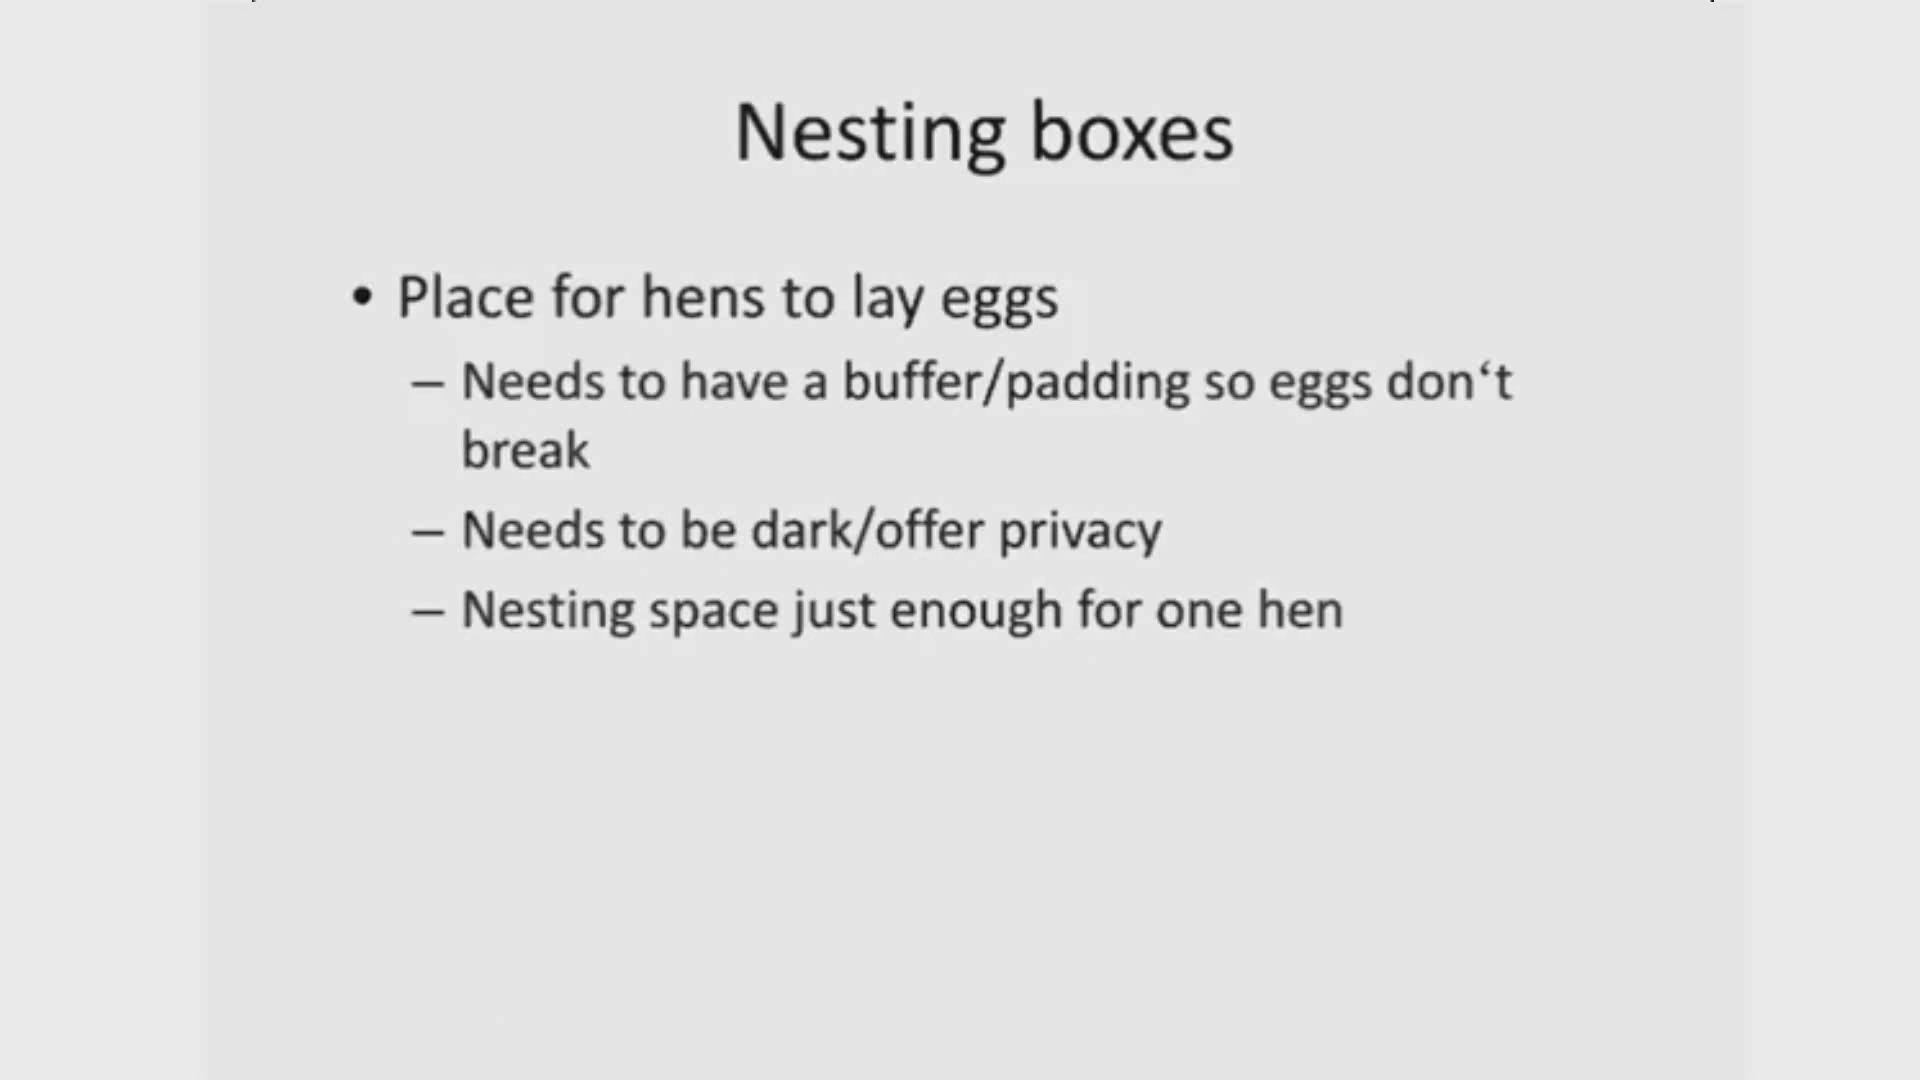 Nesting boxes
• Place for hens to lay eggs
– Needs to have a buffer/padding so eggs don‘t
break
– Needs to be dark/offer privacy
– Nesting space just enough for one hen